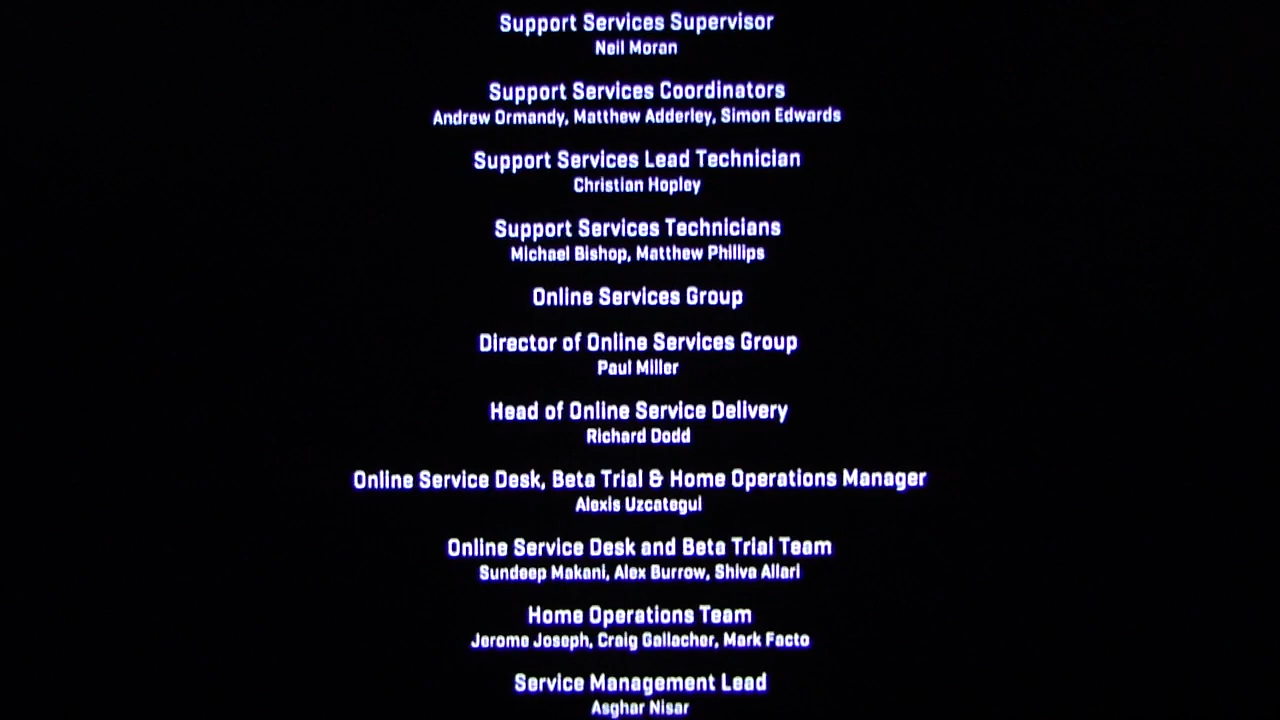 Support Services Supervisor
Neil Moran
Support Services Coordinators
Andrew Ormandy, Matthew Adderley, Simon Edwards
Support Services Lead Technician
Christian Hopley
Support Services Technicians
Michael Bishop, Matthew Phillips
Online Services Group
Director of Online Services Group
Paul Miller
Head of Online Service Delivery
Richard Dodd
Online Service Desk, Beta Trial & Home Operations Manager
Alexis Uzcategui
Online Service Desk and Beta Trial Team
Sundeep Makani, Alex Burrow, Shiva Allari
Home Operations Team
Jerome Joseph, Craig Gallacher, Mark Facto
Service Management Lead
Asghar Nisar